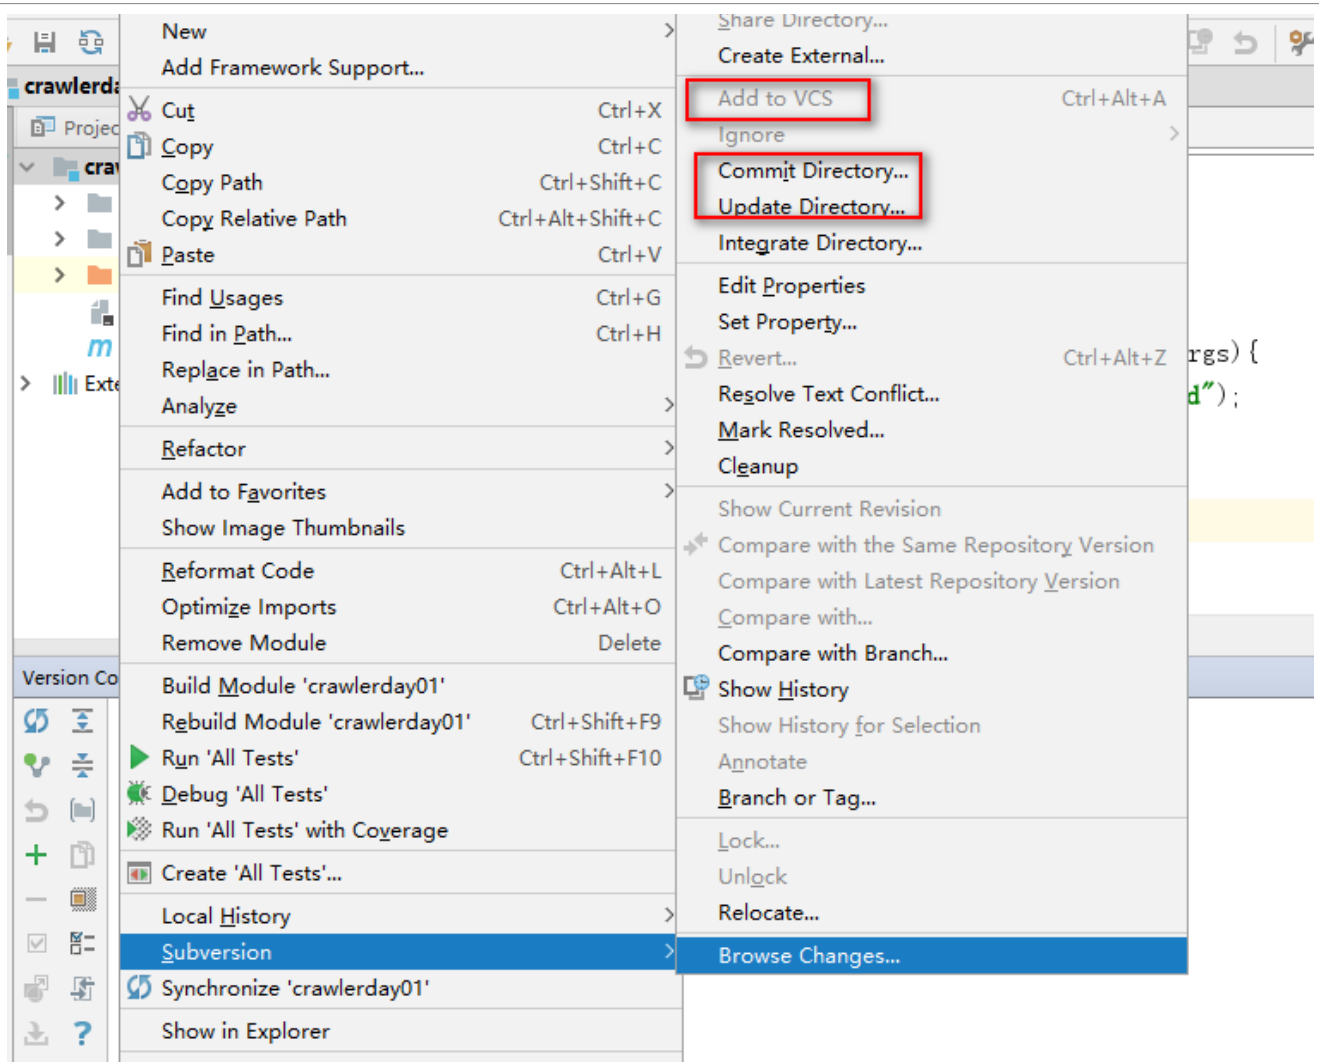 New
Add Framework Support...
Cut Ctrl+X
Copy Ctrl+C
Copy Path Ctrl+Shift+C
Copy Relative Path Ctrl+Alt+Shift+C
Paste Ctrl+V
Find Usages Ctrl+G
Find in Path... Ctrl+H
Replace in Path...
Analyze
Refactor
Add to Favorites
Show Image Thumbnails
Reformat Code Ctrl+Alt+L
Optimize Imports Ctrl+Alt+O
Remove Module Delete
Build Module 'crawlerday01'
Rebuild Module 'crawlerday01' Ctrl+Shift+F9
Run 'All Tests' Ctrl+Shift+F10
Debug 'All Tests'
Run 'All Tests' with Coverage
Create 'All Tests'...
Local History
Subversion
Synchronize 'crawlerday01'
Show in Explorer
Share Directory...
Create External...
Add to VCS Ctrl+Alt+A
Ignore
Commit Directory...
Update Directory...
Integrate Directory...
Edit Properties
Set Property...
Revert... Ctrl+Alt+Z
Resolve Text Conflict...
Mark Resolved...
Cleanup
Show Current Revision
Compare with the Same Repository Version
Compare with Latest Repository Version
Compare with...
Compare with Branch...
Show History
Show History for Selection
Annotate
Branch or Tag...
Lock...
Unlock
Relocate...
Browse Changes...
crawlerda
Projec
craw
Exte
Version Co
rgs){
d");